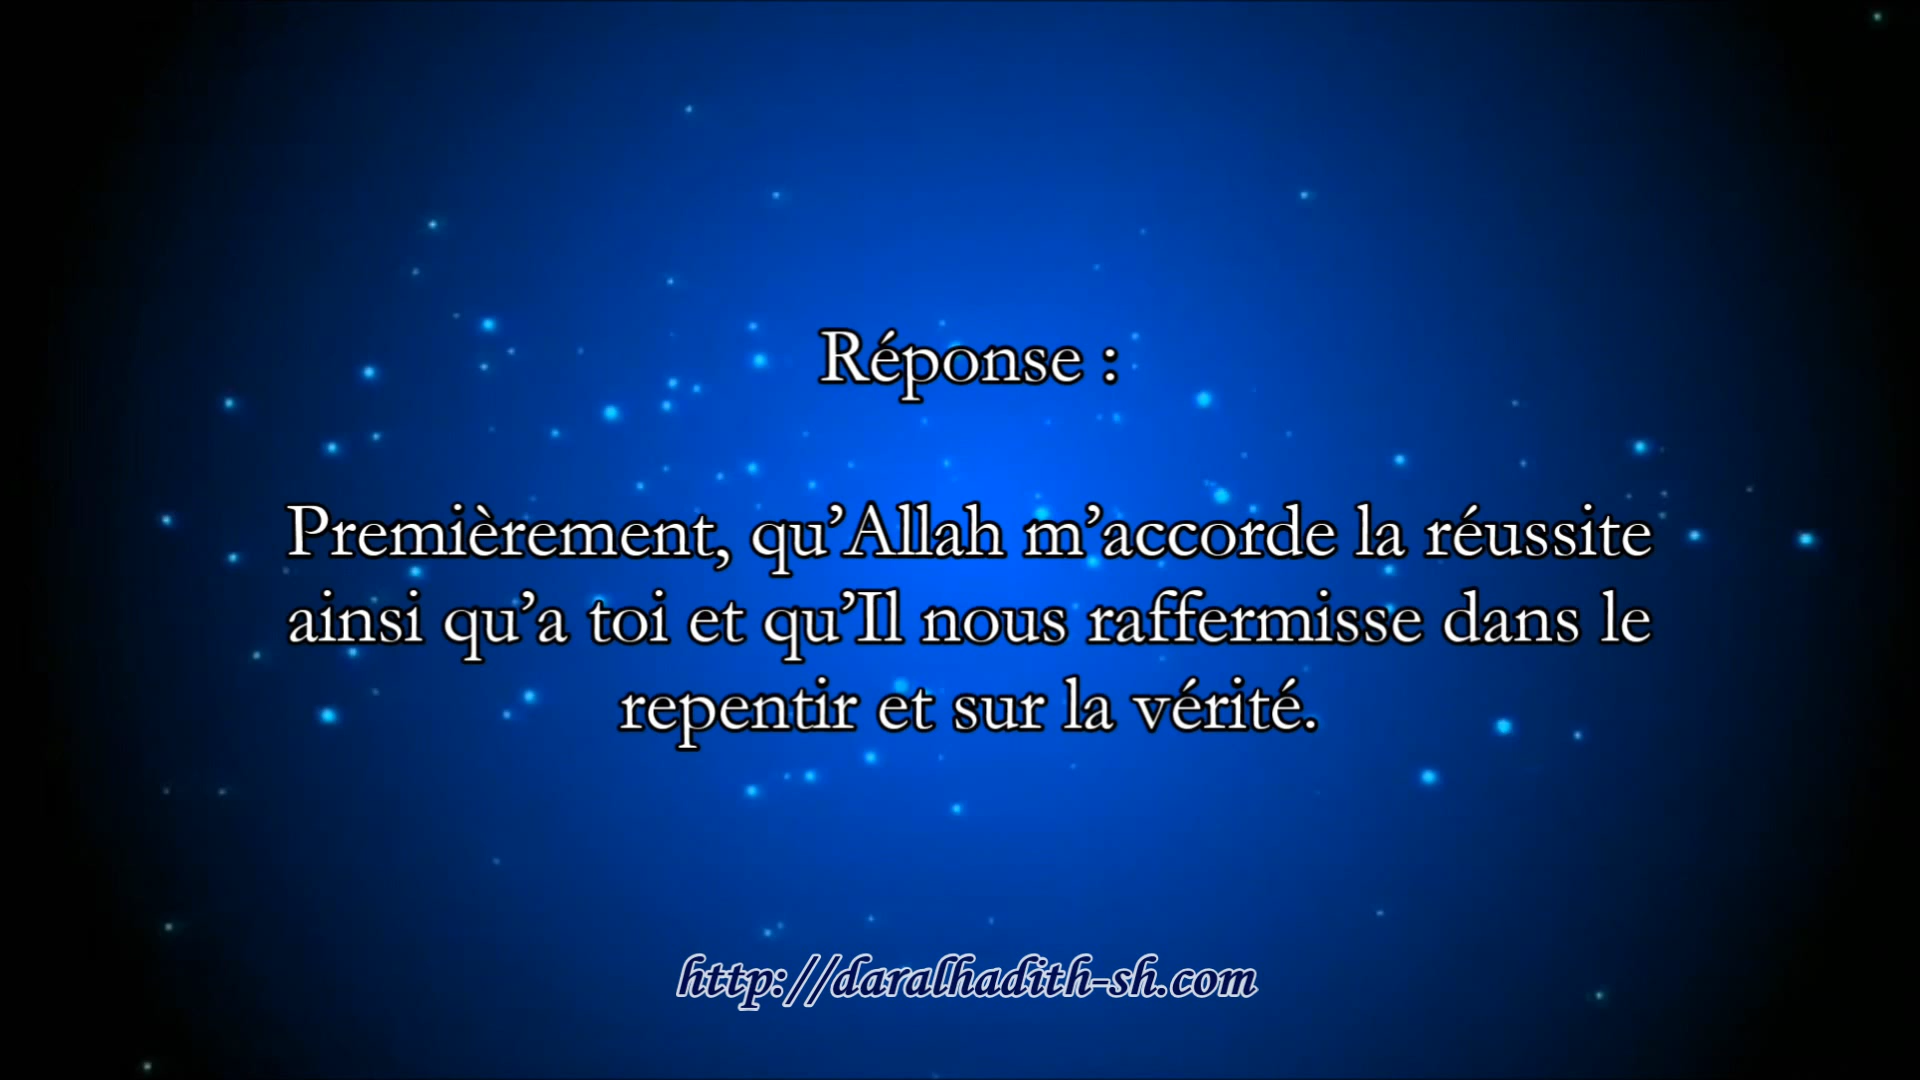 Réponse :
Premièrement, qu’Allah m’accorde la réussite
ainsi qu’a toi et qu’Il nous raffermisse dans le
repentir et sur la vérité.
http://daralhadith-sh.com